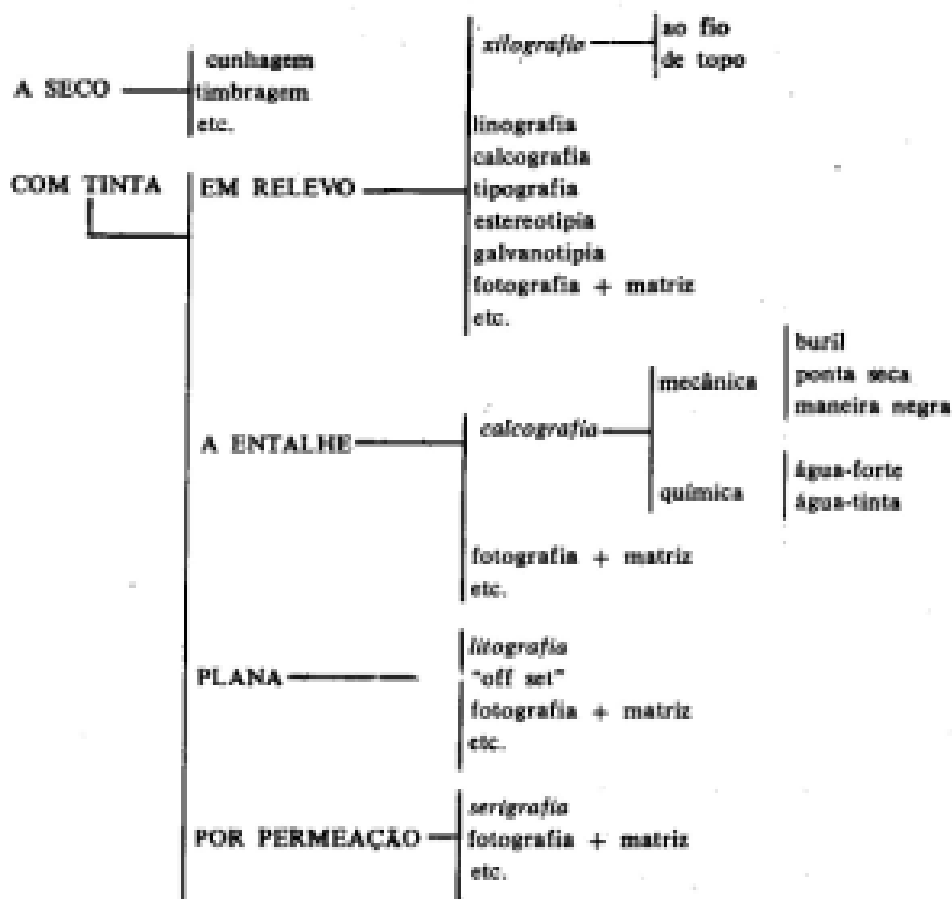 A SECO
cunhagem
timbragem
etc.
COM TINTA
EM RELEVO
xilografia
ao fio
de topo
linografia
calcografia
tipografia
estereotipia
galvanotipia
fotografia + matriz
etc.
A ENTALHE
calcografia
mecânica
buril
ponta seca
maneira negra
química
água-forte
água-tinta
fotografia + matriz
etc.
PLANA
litografia
"off set"
fotografia + matriz
etc.
POR PERMEAÇÃO
serigrafia
fotografia + matriz
etc.